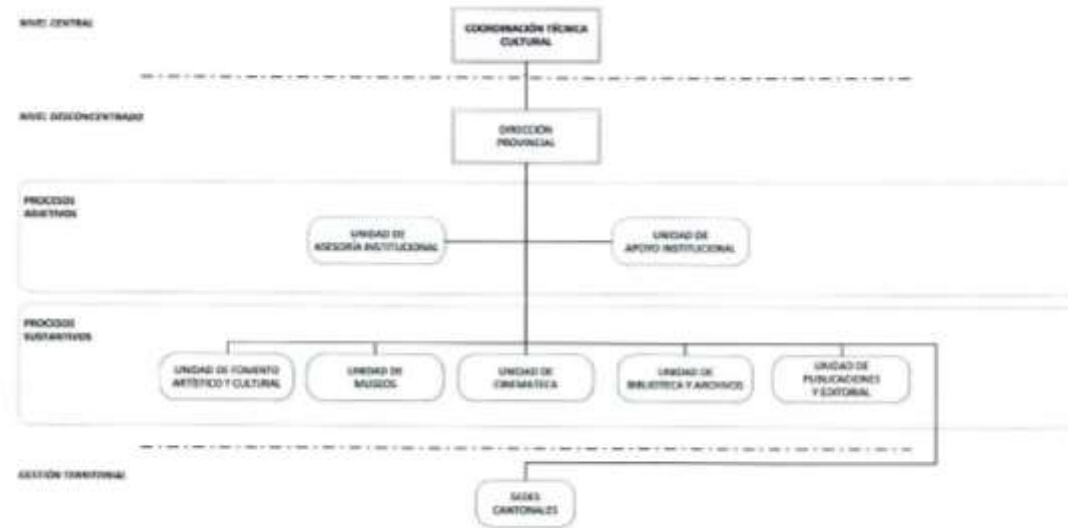 NIVEL CENTRAL
COORDINACIÓN TÉCNICA
CULTURAL
NIVEL DESCONCENTRADO
DIRECCIÓN
PROVINCIAL
PROCESOS
ADJETIVOS
UNIDAD DE
ASESORÍA INSTITUCIONAL
UNIDAD DE
APOYO INSTITUCIONAL
PROCESOS
SUSTANTIVOS
UNIDAD DE FOMENTO
ARTÍSTICO Y CULTURAL
UNIDAD DE
MUSEOS
UNIDAD DE
CINEMATECA
UNIDAD DE
BIBLIOTECA Y ARCHIVOS
UNIDAD DE
PUBLICACIONES
Y EDITORIAL
GESTIÓN TERRITORIAL
SEDES
CANTONALES